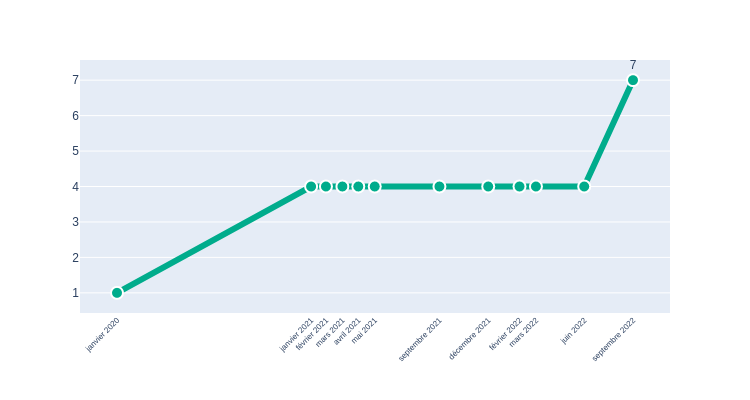 7
7
6
5
4
3
2
1
janvier 2020
janvier 2021
février 2021
mars 2021
avril 2021
mai 2021
septembre 2021
décembre 2021
février 2022
mars 2022
juin 2022
septembre 2022